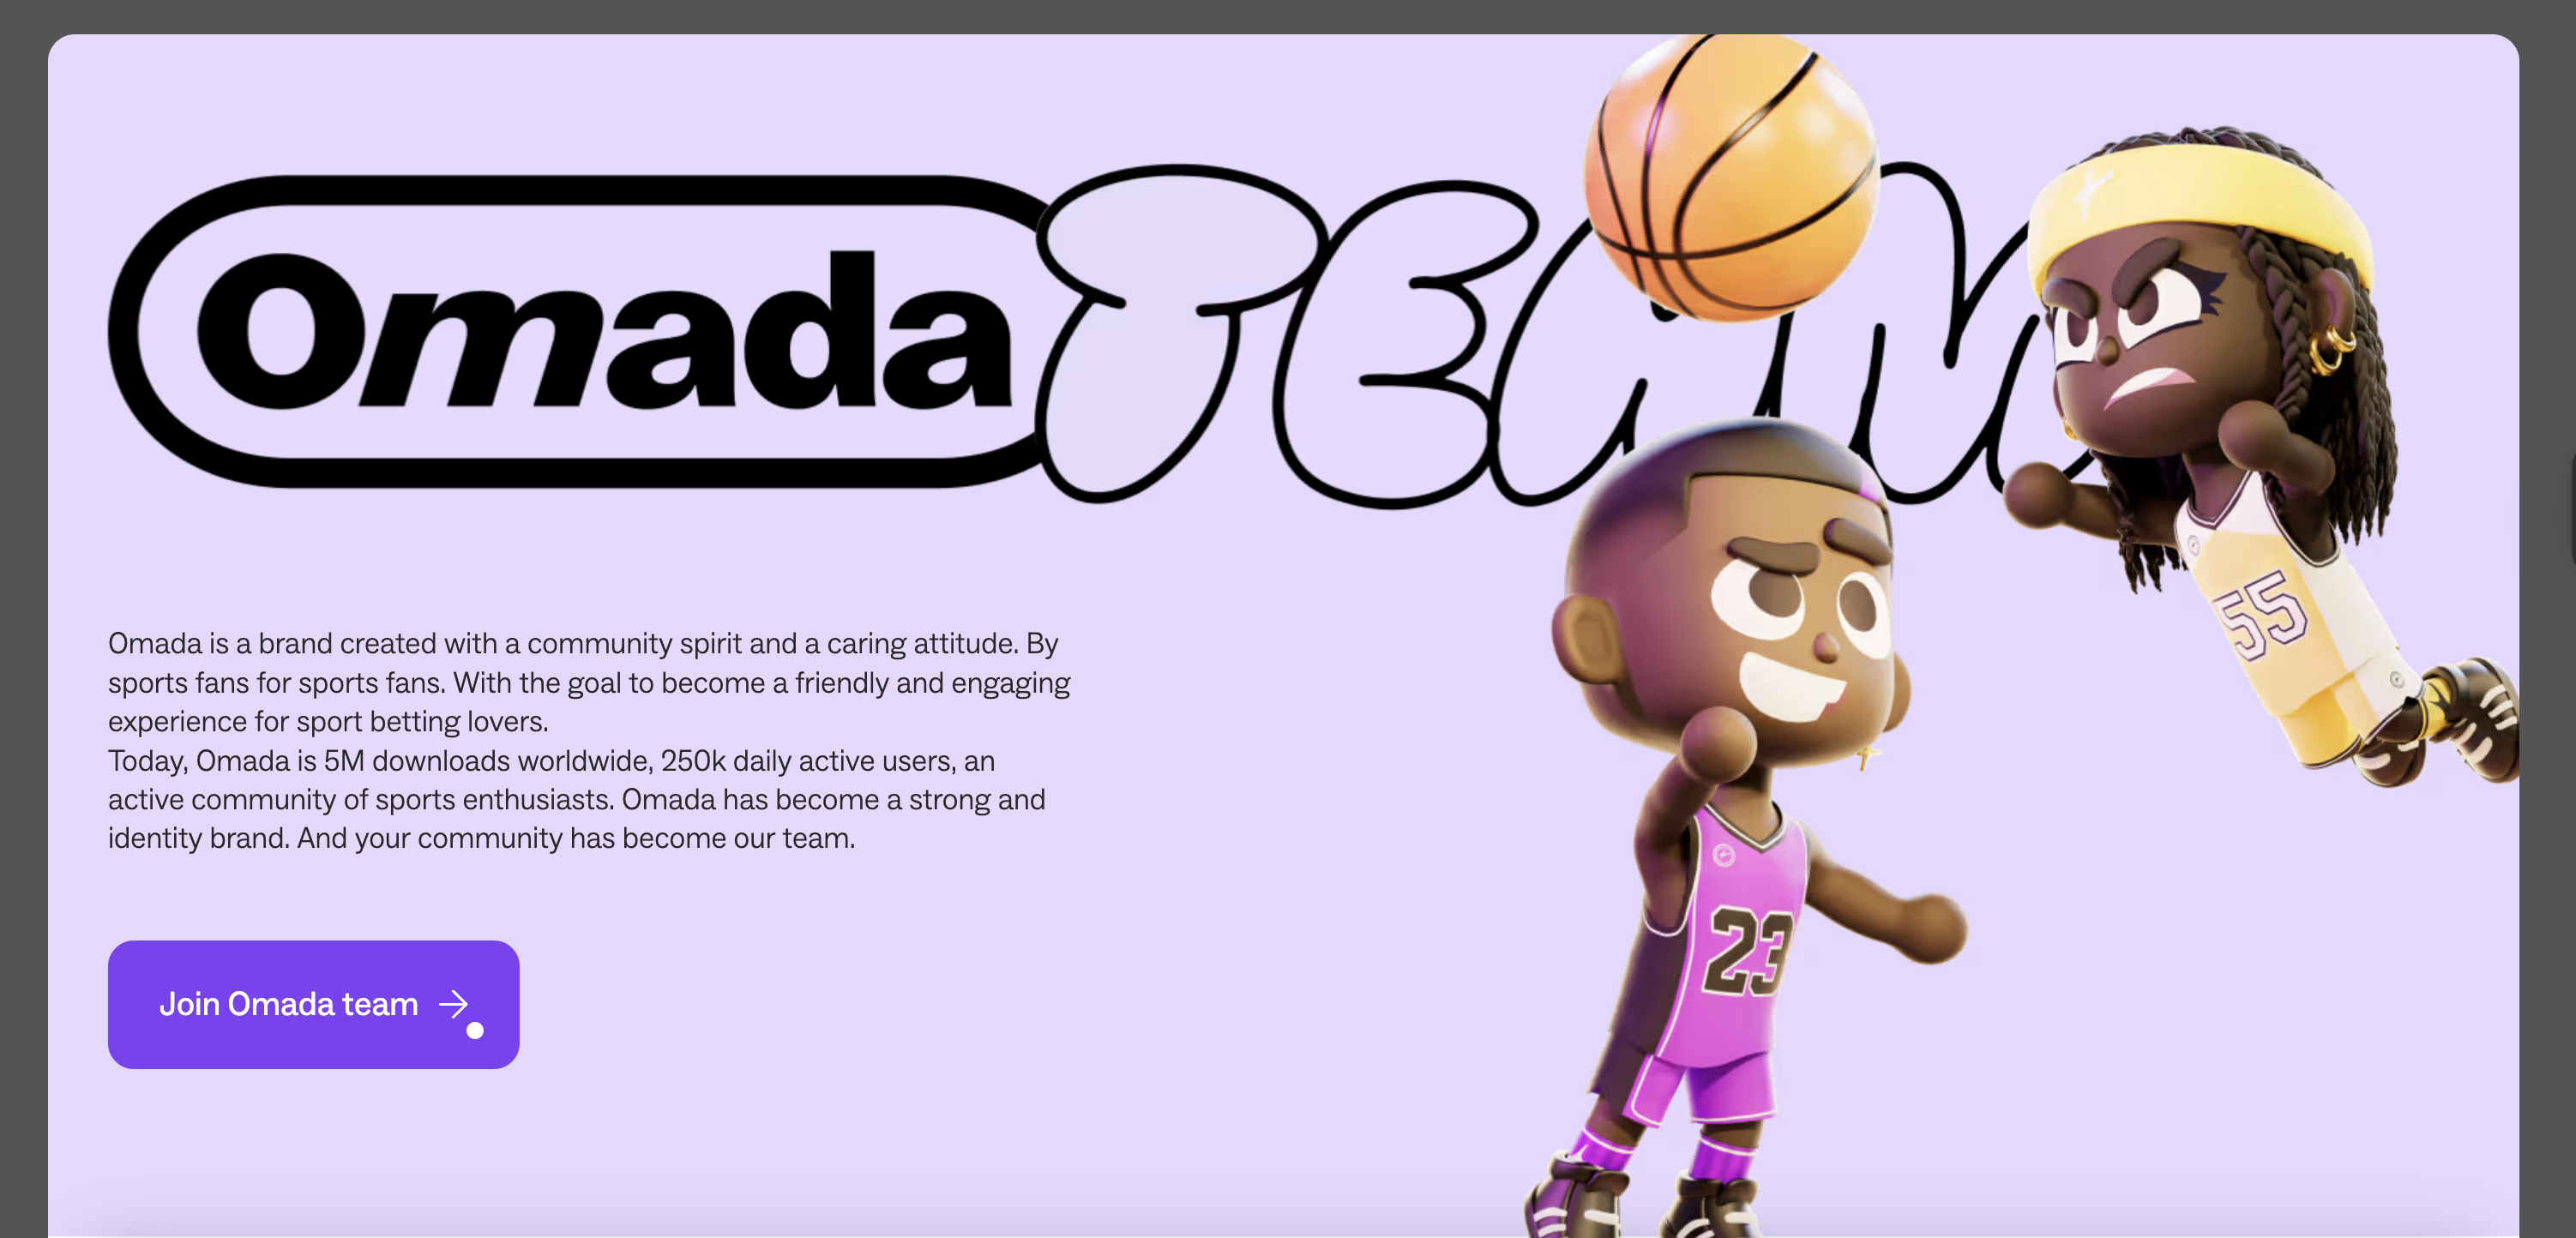 Omada TEAM
Omada is a brand created with a community spirit and a caring attitude. By
sports fans for sports fans. With the goal to become a friendly and engaging
experience for sport betting lovers.
Today, Omada is 5M downloads worldwide, 250k daily active users, an
active community of sports enthusiasts. Omada has become a strong and
identity brand. And your community has become our team.
Join Omada team
55
23